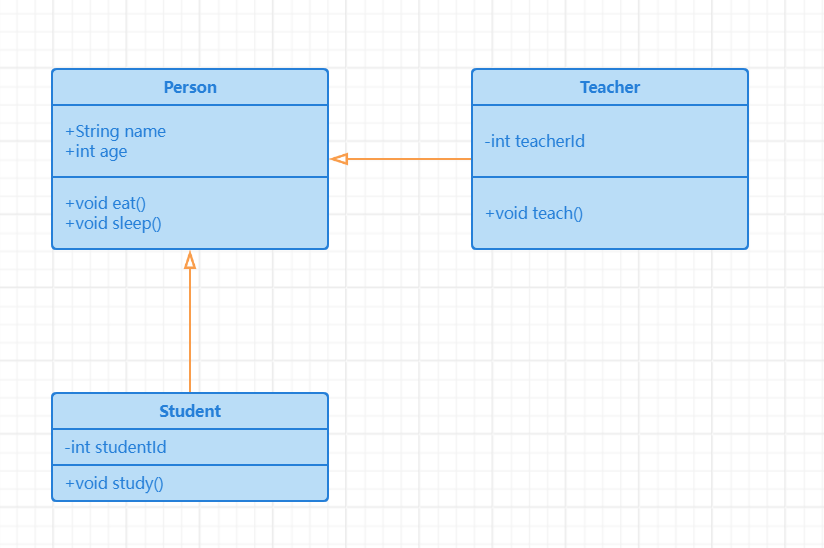 Person
+String name
+int age
+void eat()
+void sleep()
Teacher
-int teacherId
+void teach()
Student
-int studentId
+void study()